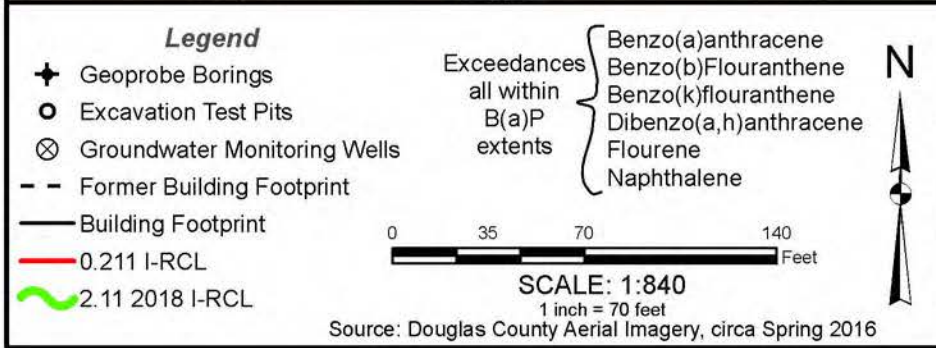 Legend
Geoprobe Borings
Excavation Test Pits
Groundwater Monitoring Wells
Former Building Footprint
Building Footprint
0.211 I-RCL
2.11 2018 I-RCL
Exceedances
all within
B(a)P
extents
Benzo(a)anthracene
Benzo(b)Flouranthene
Benzo(k)flouranthene
Dibenzo(a,h)anthracene
Flourene
Naphthalene
N
0 35 70 140
Feet
SCALE: 1:840
1 inch = 70 feet
Source: Douglas County Aerial Imagery, circa Spring 2016